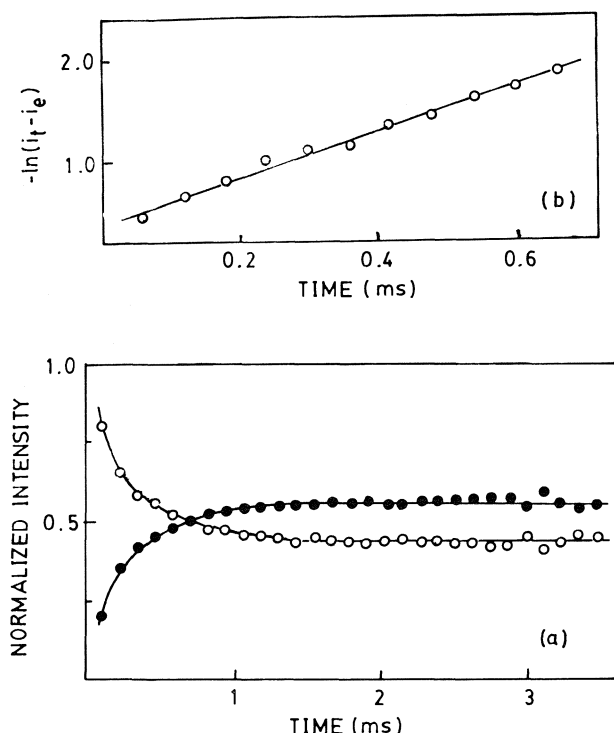 2.0
1.0
-ln(i_t-i_e)
(b)
0.2 0.4 0.6
TIME (ms)
1.0
0.5
NORMALIZED INTENSITY
(a)
1 2 3
TIME (ms)